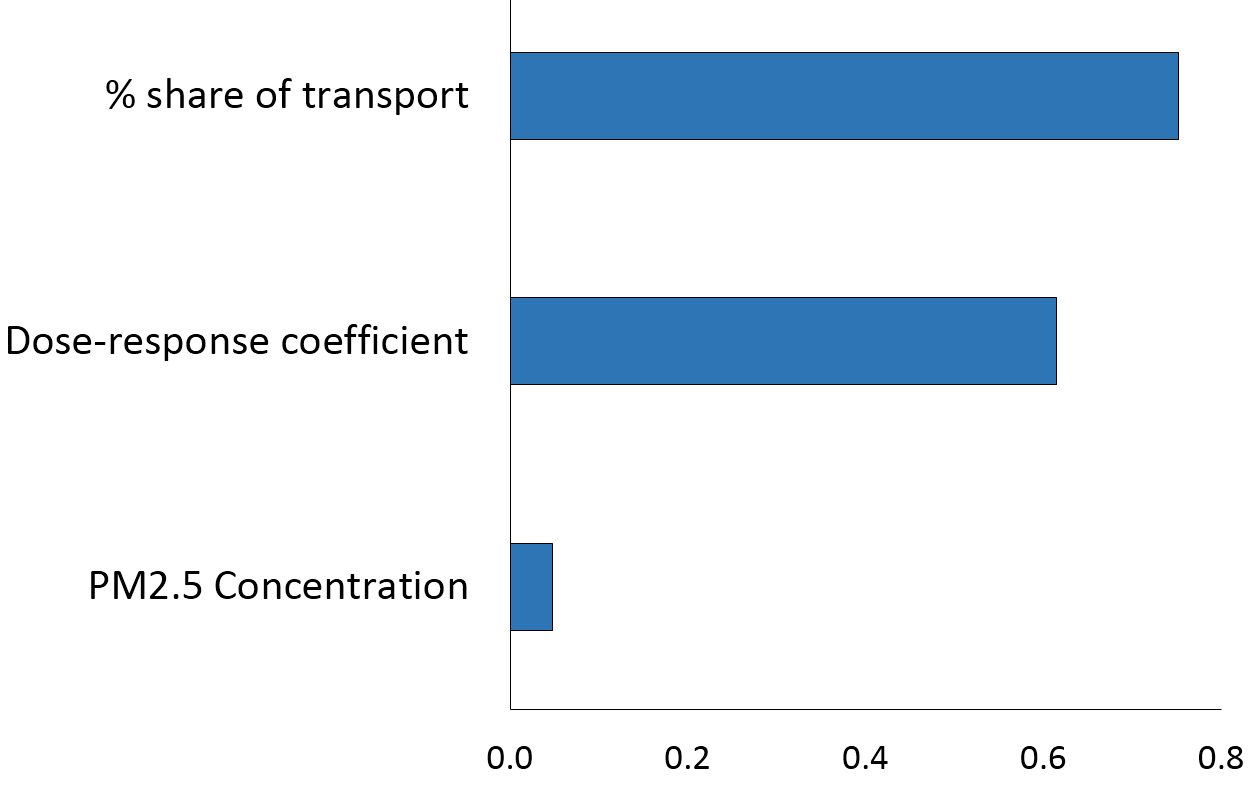 % share of transport
Dose-response coefficient
PM2.5 Concentration
0.0 0.2 0.4 0.6 0.8